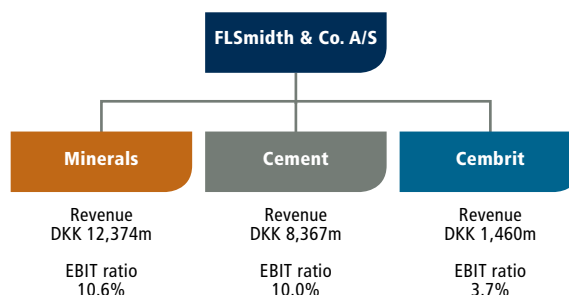 FLSmidth & Co. A/S
Minerals
Cement
Cembrit
Revenue
DKK 12,374m
EBIT ratio
10.6%
Revenue
DKK 8,367m
EBIT ratio
10.0%
Revenue
DKK 1,460m
EBIT ratio
3.7%